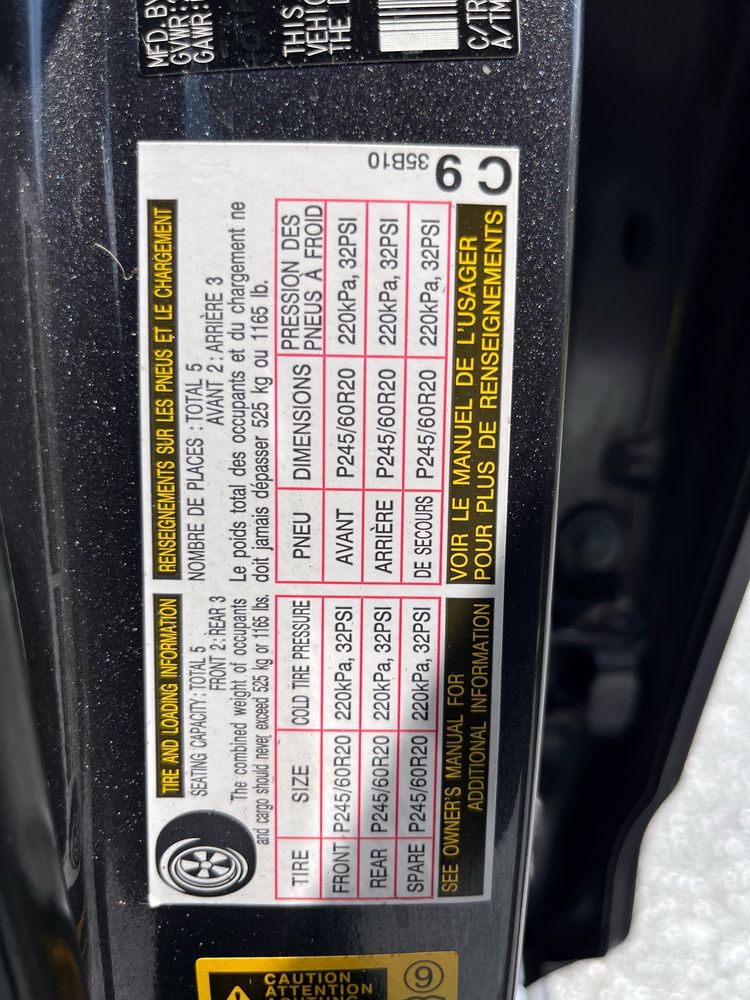 MFD. BY
GVWR:
GAWR:
THIS
VEHIC
THE D
C/TR
A/TM
TIRE AND LOADING INFORMATION
SEATING CAPACITY : TOTAL 5
FRONT 2 : REAR 3
The combined weight of occupants
and cargo should never exceed 525 kg or 1165 lbs.
TIRE SIZE COLD TIRE PRESSURE
FRONT P245/60R20 220kPa, 32PSI
REAR P245/60R20 220kPa, 32PSI
SPARE P245/60R20 220kPa, 32PSI
SEE OWNER'S MANUAL FOR
ADDITIONAL INFORMATION
RENSEIGNEMENTS SUR LES PNEUS ET LE CHARGEMENT
NOMBRE DE PLACES : TOTAL 5
AVANT 2 : ARRIÈRE 3
Le poids total des occupants et du chargement ne
doit jamais dépasser 525 kg ou 1165 lb.
PNEU DIMENSIONS PRESSION DES
PNEUS À FROID
AVANT P245/60R20 220kPa, 32PSI
ARRIÈRE P245/60R20 220kPa, 32PSI
DE SECOURS P245/60R20 220kPa, 32PSI
VOIR LE MANUEL DE L'USAGER
POUR PLUS DE RENSEIGNEMENTS
35B10
C9
CAUTION
ATTENTION
9